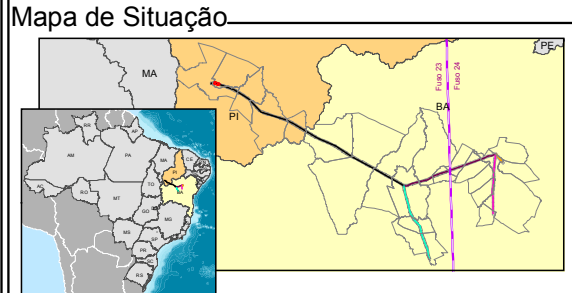 Mapa de Situação
PE
MA
Fuso 23
Fuso 24
BA
PI
RR
AP
AM
PA
MA
CE
PI
AC
RO
TO
BA
MT
GO
MG
MS
SP
PR
SC
RS